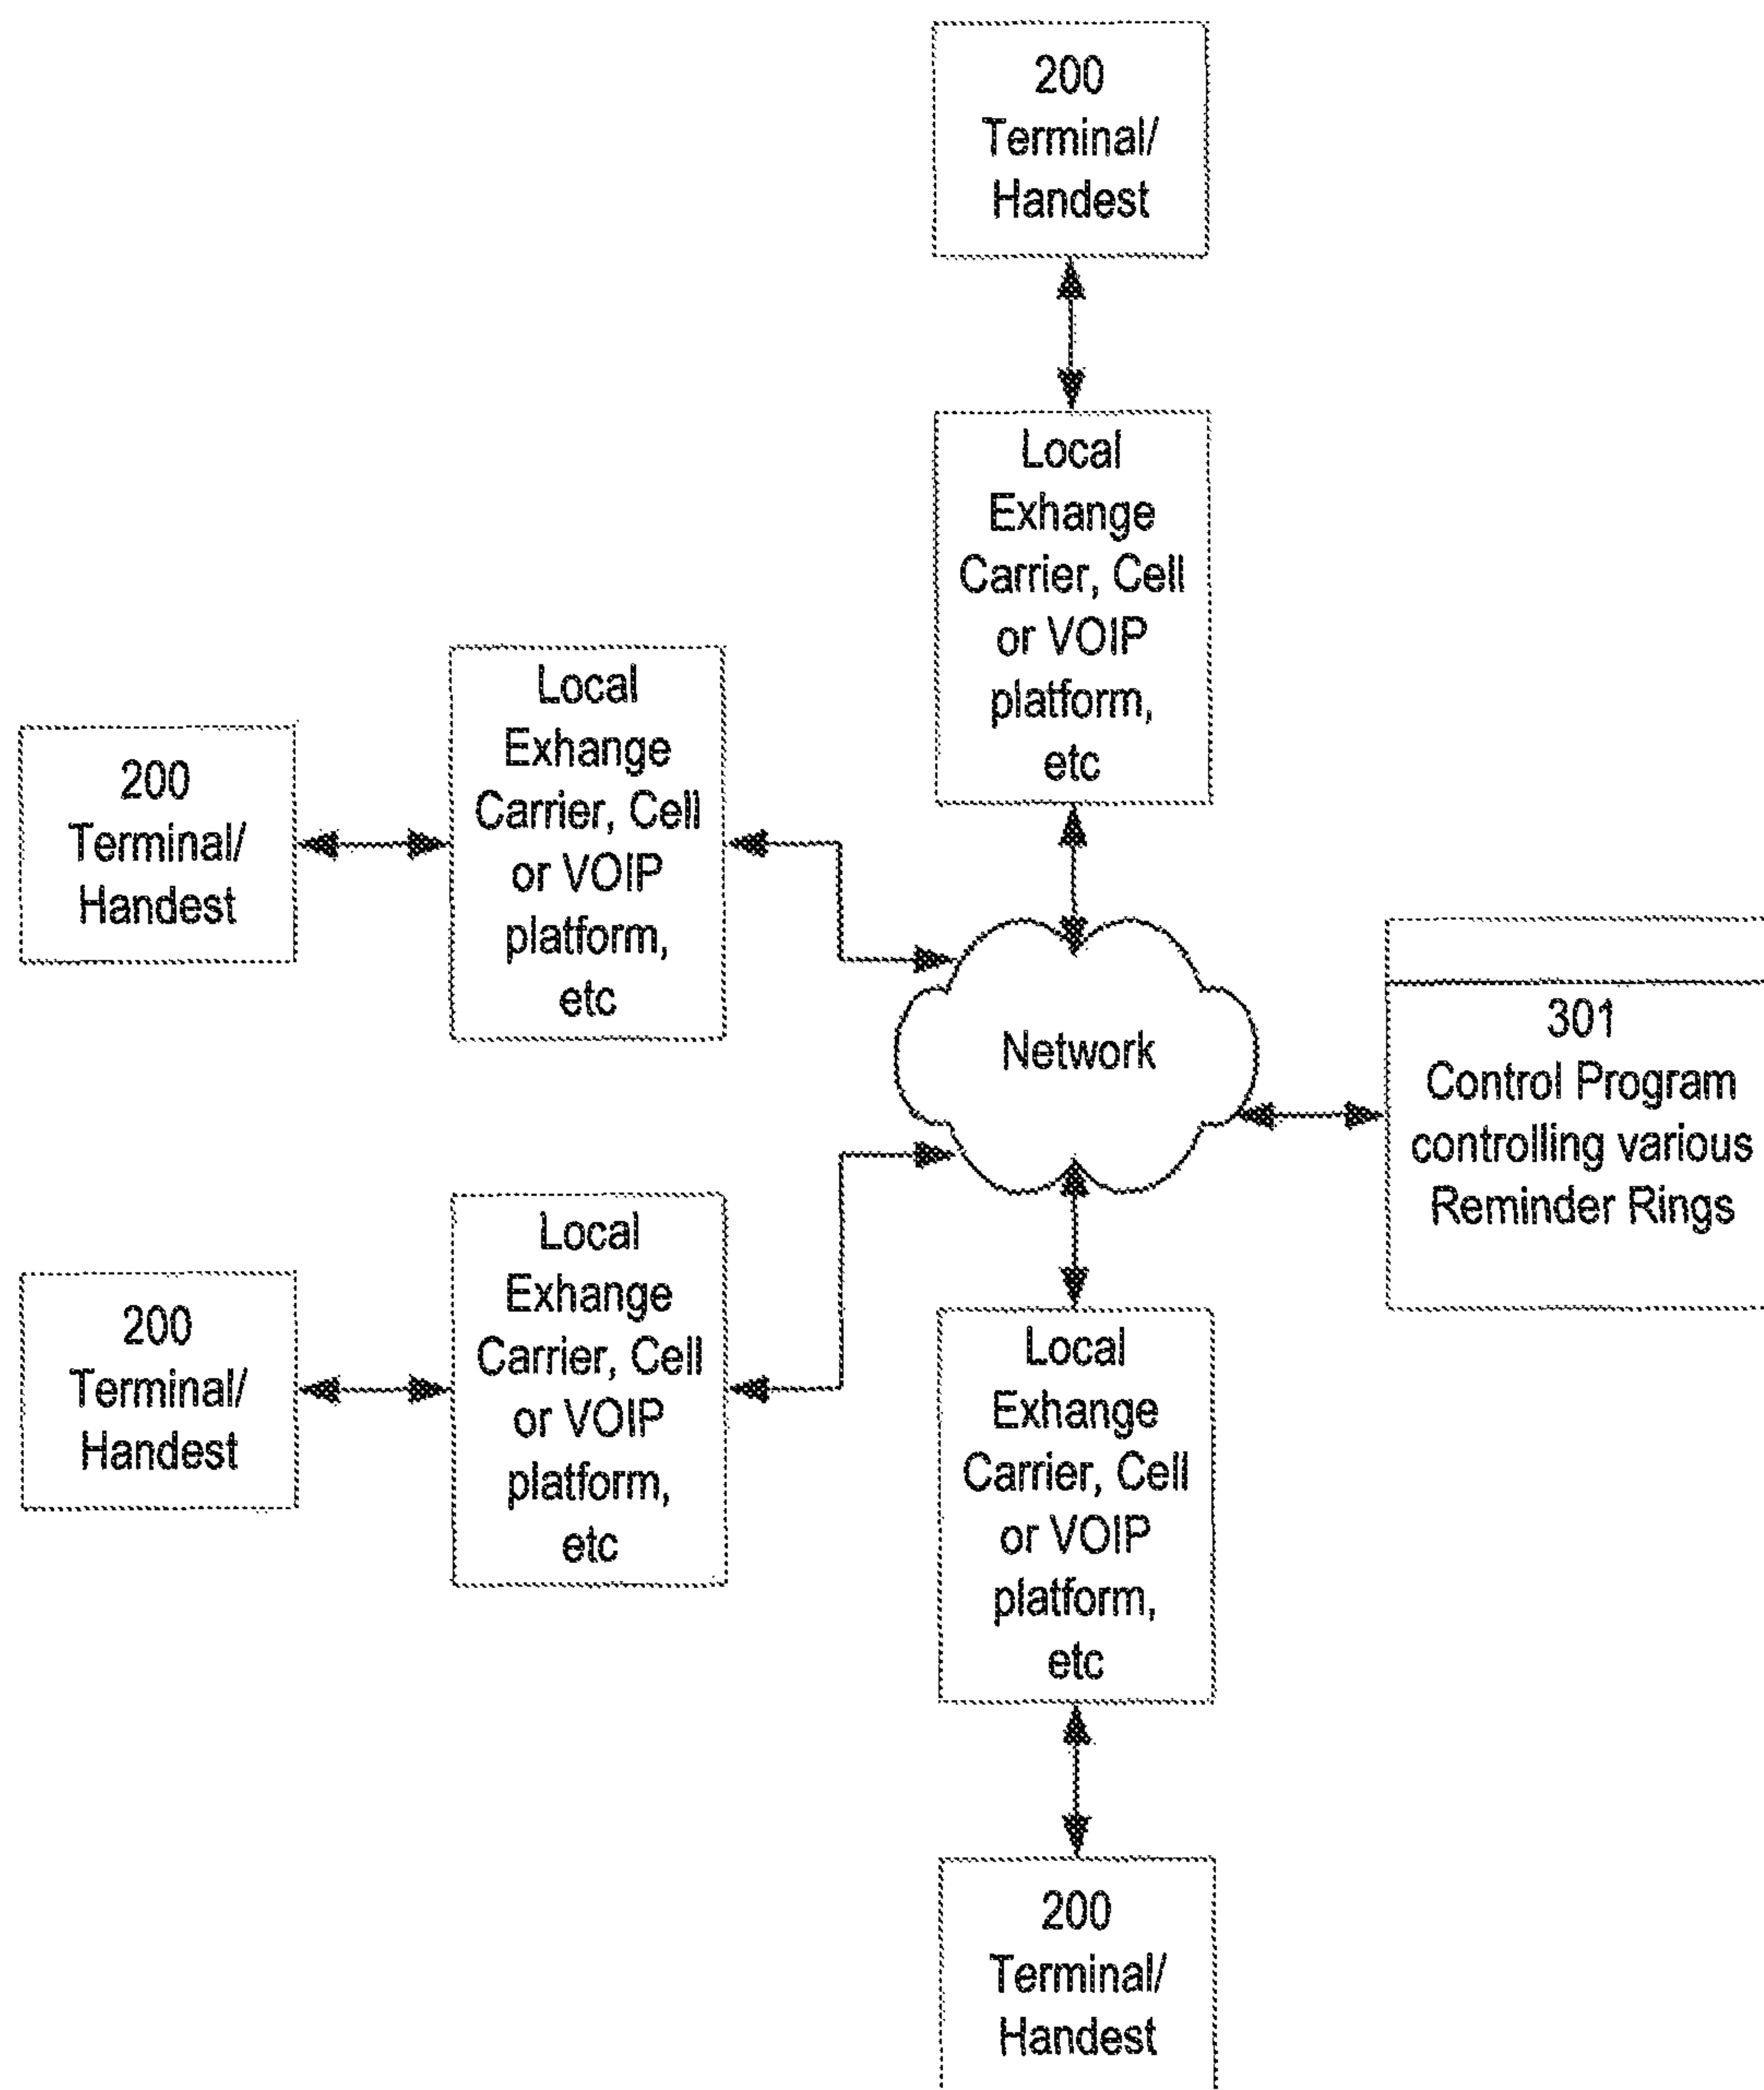 200
Terminal/
Handest
Local
Exhange
Carrier, Cell
or VOIP
platform,
etc
200
Terminal/
Handest
Local
Exhange
Carrier, Cell
or VOIP
platform,
etc
Network
301
Control Program
controlling various
Reminder Rings
200
Terminal/
Handest
Local
Exhange
Carrier, Cell
or VOIP
platform,
etc
Local
Exhange
Carrier, Cell
or VOIP
platform,
etc
200
Terminal/
Handest